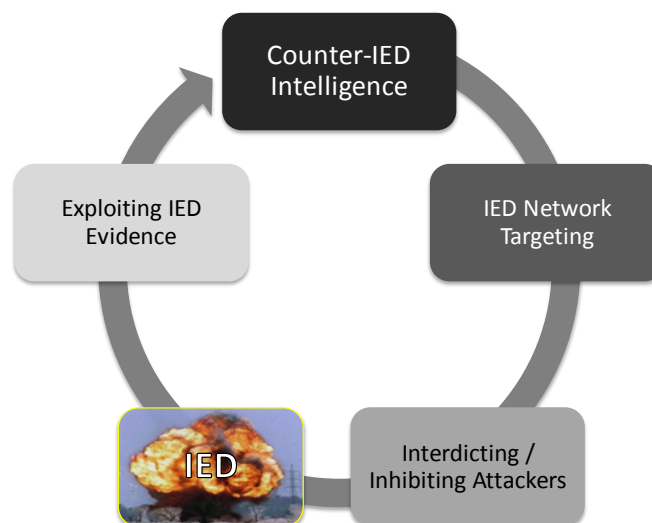 Counter-IED
Intelligence
IED Network
Targeting
Interdicting /
Inhibiting Attackers
IED
Exploiting IED
Evidence